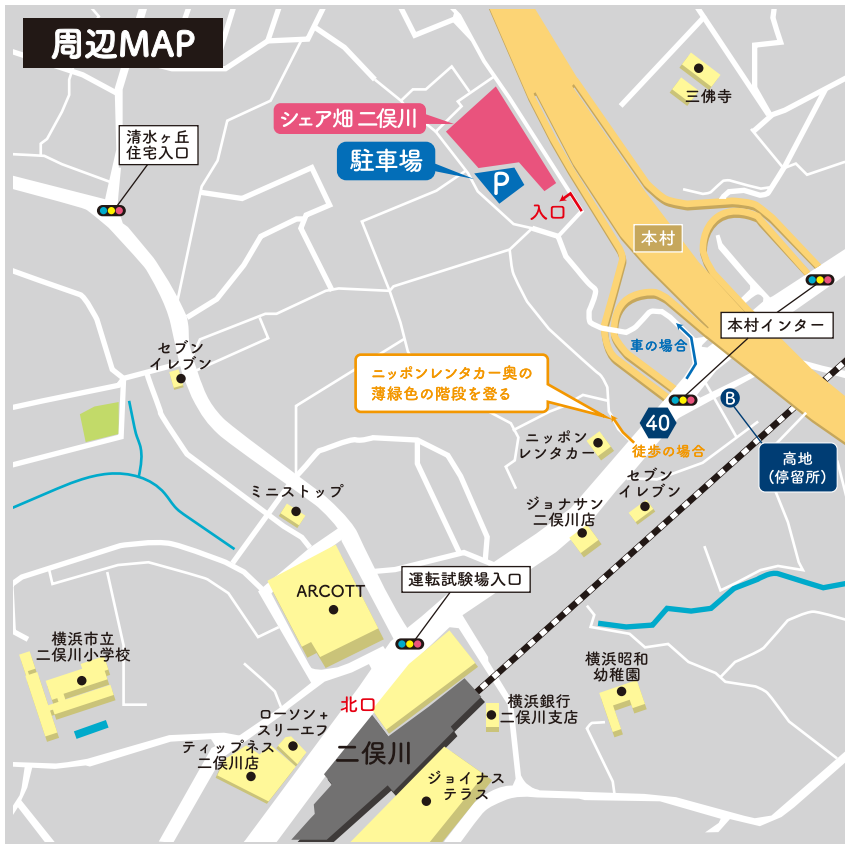 周辺MAP
三佛寺
シェア畑 二俣川
清水ヶ丘
住宅入口
駐車場
P
入口
本村
本村インター
車の場合
セブン
イレブン
ニッポンレンタカー奥の
薄緑色の階段を登る
B
40
ニッポン
レンタカー
徒歩の場合
高地
(停留所)
セブン
イレブン
ミニストップ
ジョナサン
二俣川店
ARCOTT
運転試験場入口
横浜市立
二俣川小学校
横浜昭和
幼稚園
北口
ローソン+
スリーエフ
横浜銀行
二俣川支店
ティップネス
二俣川店
二俣川
ジョイナス
テラス